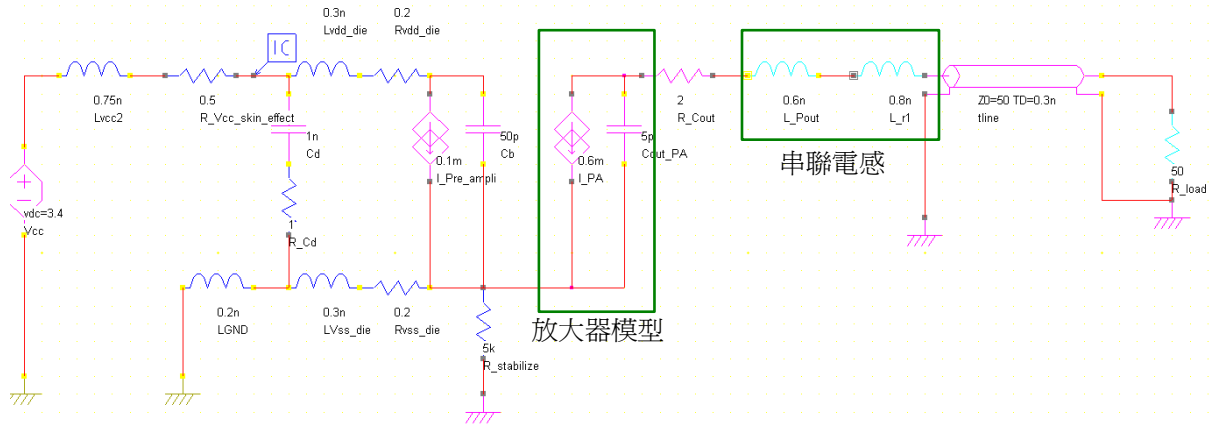 0.3n
Lvdd_die
0.2
Rvdd_die
IC
0.75n
Lvcc2
0.5
R_Vcc_skin_effect
1n
Cd
50p
Cb
0.1m
I_Pre_ampli
0.6m
I_PA
5p
Cout_PA
2
R_Cout
0.6n
L_Pout
0.8n
L_r1
Z0=50 TD=0.3n
tline
串聯電感
50
R_load
vdc=3.4
Vcc
1
R_Cd
0.2n
LGND
0.3n
LVss_die
0.2
Rvss_die
放大器模型
5k
R_stabilize